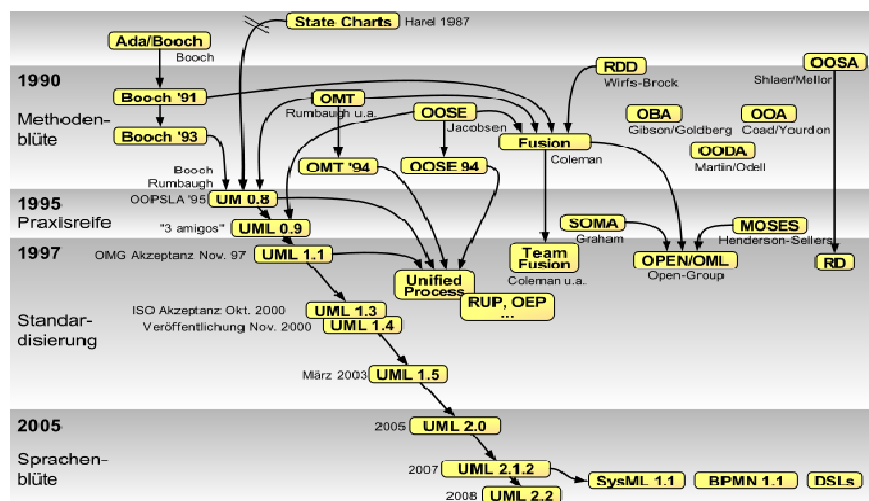 State Charts Harel 1987
Ada/Booch
Booch
OOSA
Shlaer/Mellor
RDD
Wirfs-Brock
1990
Methoden-
blüte
Booch '91
OMT
Rumbaugh u.a.
OOSE
Jacobsen
OBA
Gibson/Goldberg
OOA
Coad/Yourdon
Booch '93
Fusion
Coleman
OODA
Martin/Odell
OMT '94
OOSE 94
Booch
Rumbaugh
OOPSLA '95 UM 0.8
1995
Praxisreife
"3 amigos" UML 0.9
SOMA
Graham
MOSES
Henderson-Sellers
1997
OMG Akzeptanz Nov. 97 UML 1.1
Team
Fusion
Coleman u.a.
OPEN/OML
Open-Group
RD
Unified
Process
RUP, OEP
...
Standar-
disierung
ISO Akzeptanz: Okt. 2000 UML 1.3
Veröffentlichung Nov. 2000 UML 1.4
März 2003 UML 1.5
2005
Sprachen-
blüte
2005 UML 2.0
2007 UML 2.1.2
SysML 1.1
BPMN 1.1
DSLs
2008 UML 2.2